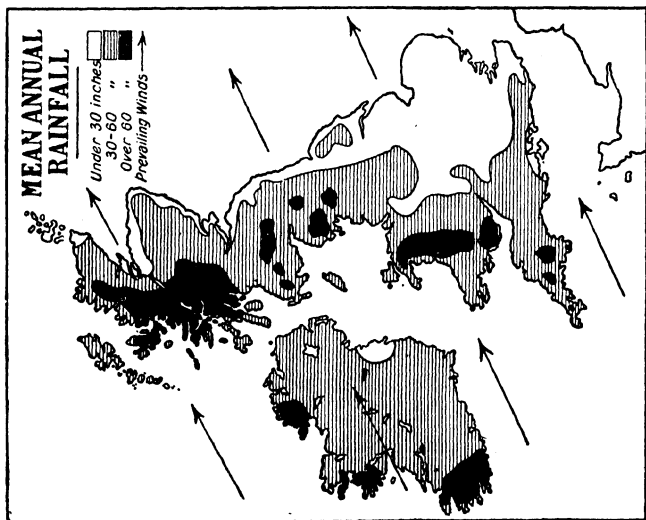 MEAN ANNUAL
RAINFALL
Under 30 inches
30-60 "
Over 60 "
Prevailing Winds